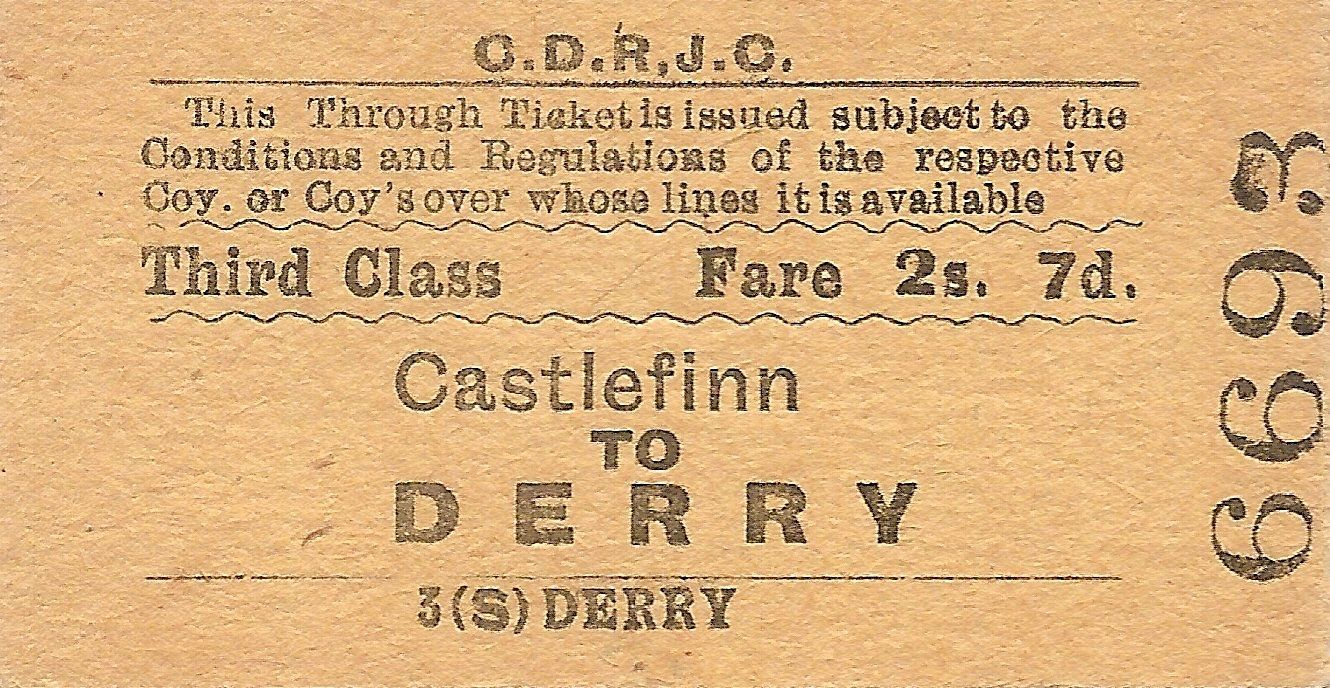 C.D.R.J.C.
This Through Ticket is issued subject to the
Conditions and Regulations of the respective
Coy. or Coy's over whose lines it is available
Third Class Fare 2s. 7d.
Castlefinn
TO
DERRY
3(S) DERRY
6693